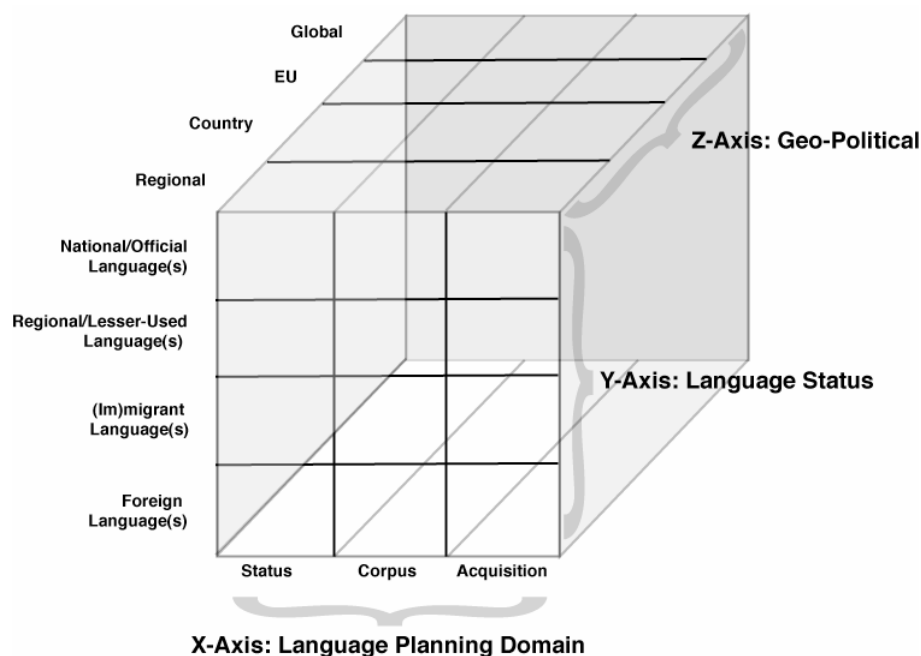 Global
EU
Country
Z-Axis: Geo-Political
Regional
National/Official
Language(s)
Regional/Lesser-Used
Language(s)
Y-Axis: Language Status
(Im)migrant
Language(s)
Foreign
Language(s)
Status Corpus Acquisition
X-Axis: Language Planning Domain